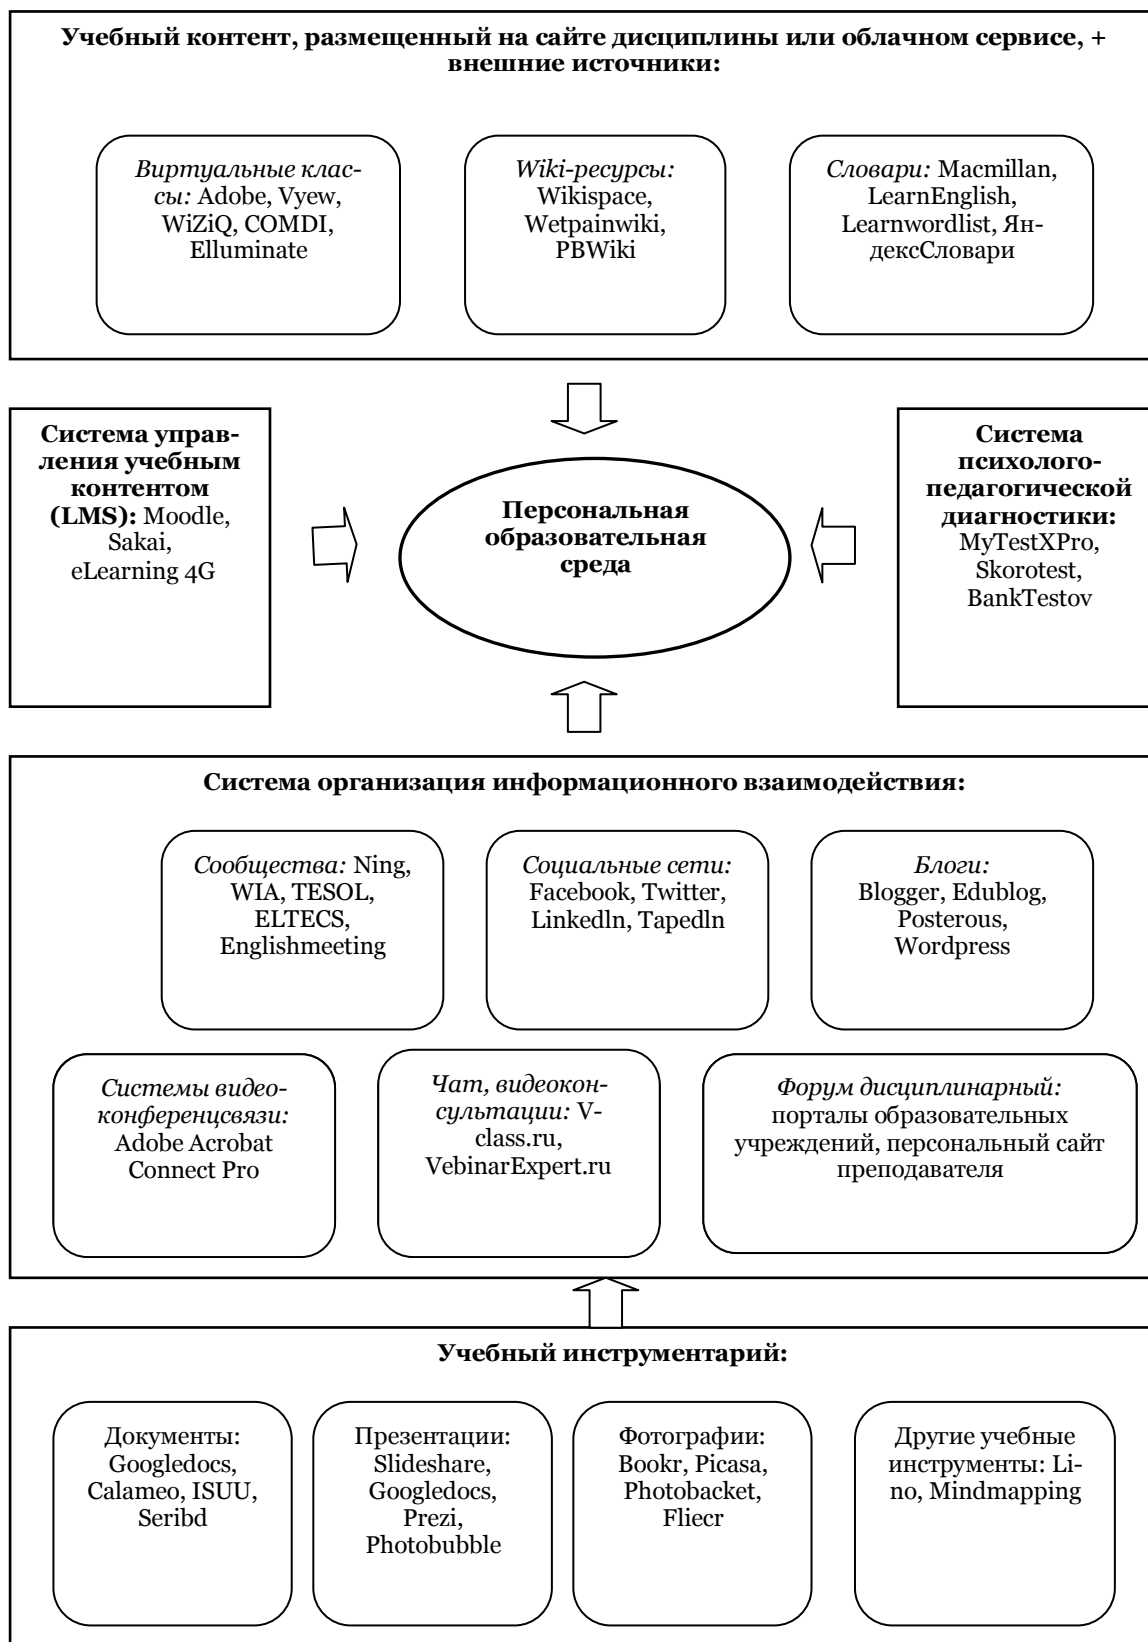 Учебный контент, размещенный на сайте дисциплины или облачном сервисе, +
внешние источники:
Виртуальные клас-
сы: Adobe, Vyew,
WiZiQ, COMDI,
Elluminate
Wiki-ресурсы:
Wikispace,
Wetpainwiki,
PBWiki
Словари: Macmillan,
LearnEnglish,
Learnwordlist, Ян-
дексСловари
Система управ-
ления учебным
контентом
(LMS): Moodle,
Sakai,
eLearning 4G
Персональная
образовательная
среда
Система
психолого-
педагогической
диагностики:
MyTestXPro,
Skorotest,
BankTestov
Система организация информационного взаимодействия:
Сообщества: Ning,
WIA, TESOL,
ELTECS,
Englishmeeting
Социальные сети:
Facebook, Twitter,
Linkedln, Tapedln
Блоги:
Blogger, Edublog,
Posterous,
Wordpress
Системы видео-
конференцсвязи:
Adobe Acrobat
Connect Pro
Чат, видеокон-
сультации: V-
class.ru,
VebinarExpert.ru
Форум дисциплинарный:
порталы образовательных
учреждений, персональный сайт
преподавателя
Учебный инструментарий:
Документы:
Googledocs,
Calameo, ISUU,
Seribd
Презентации:
Slideshare,
Googledocs,
Prezi,
Photobubble
Фотографии:
Bookr, Picasa,
Photobacket,
Fliecr
Другие учебные
инструменты: Li-
no, Mindmapping